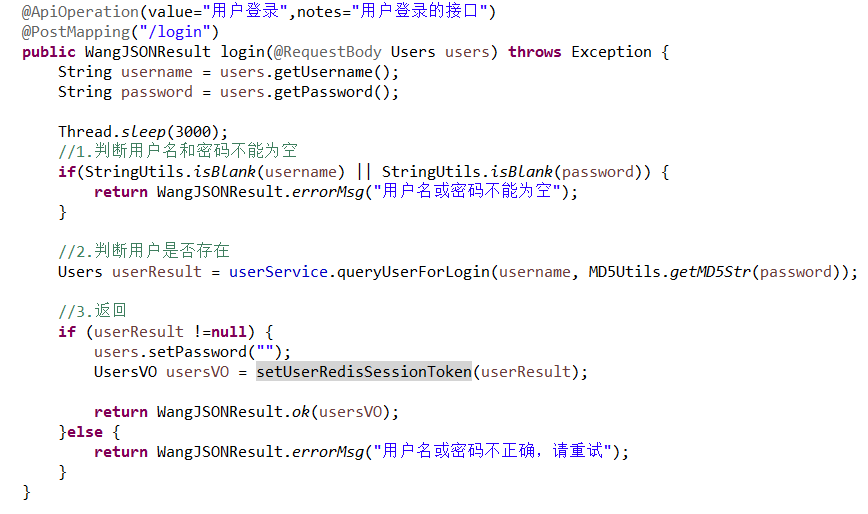 @ApiOperation(value="用户登录",notes="用户登录的接口")
@PostMapping("/login")
public WangJSONResult login(@RequestBody Users users) throws Exception {
    String username = users.getUsername();
    String password = users.getPassword();

    Thread.sleep(3000);
    //1.判断用户名和密码不能为空
    if(StringUtils.isBlank(username) || StringUtils.isBlank(password)) {
        return WangJSONResult.errorMsg("用户名或密码不能为空");
    }

    //2.判断用户是否存在
    Users userResult = userService.queryUserForLogin(username, MD5Utils.getMD5Str(password));

    //3.返回
    if (userResult !=null) {
        users.setPassword("");
        UsersVO usersVO = setUserRedisSessionToken(userResult);

        return WangJSONResult.ok(usersVO);
    }else {
        return WangJSONResult.errorMsg("用户名或密码不正确，请重试");
    }
}